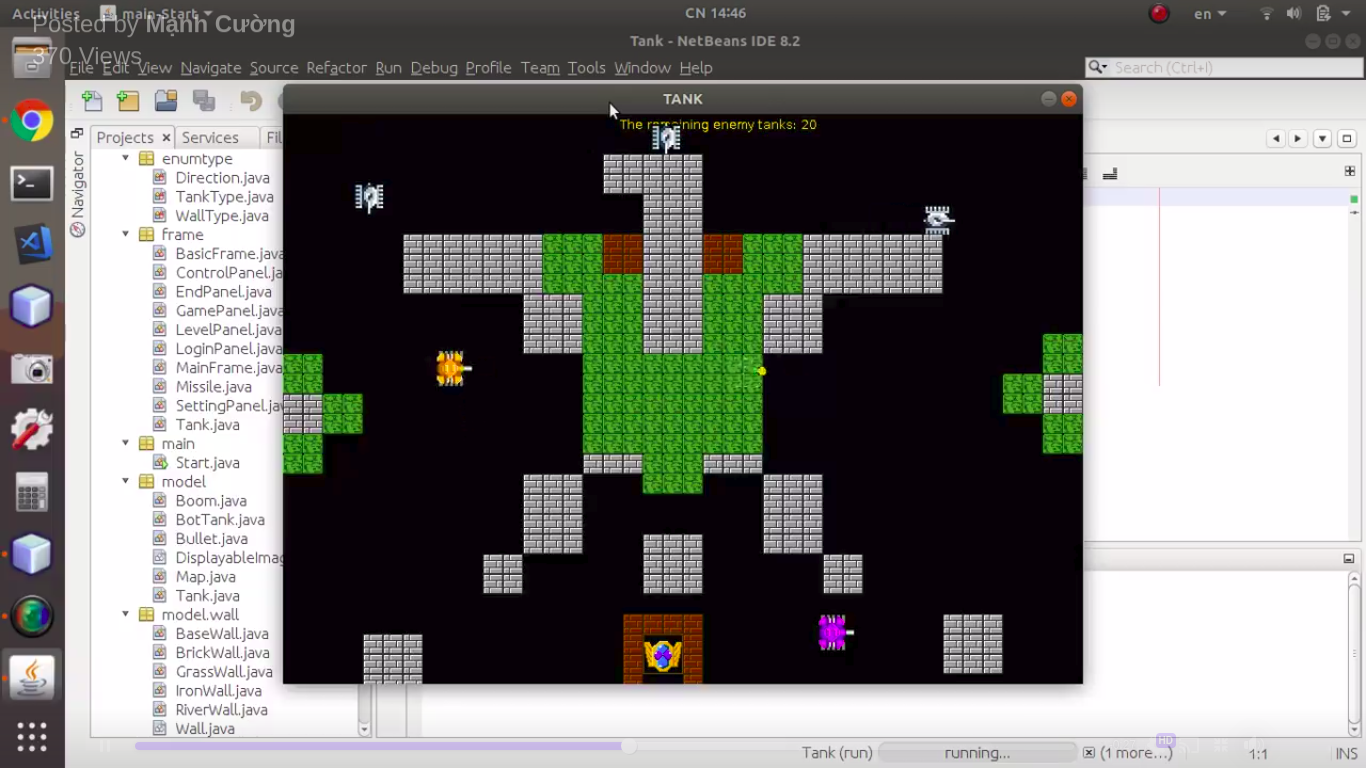 Activities main-Start CN 14:46 en
Posted by Mạnh Cường
370 Views
Tank - NetBeans IDE 8.2
File Edit View Navigate Source Refactor Run Debug Profile Team Tools Window Help Search (Ctrl+I)
TANK
The remaining enemy tanks: 20
Projects Services Fil
Navigator
enumtype
Direction.java
TankType.java
WallType.java
frame
BasicFrame.java
ControlPanel.ja
EndPanel.java
GamePanel.java
LevelPanel.java
LoginPanel.java
MainFrame.java
Missile.java
SettingPanel.jav
Tank.java
main
Start.java
model
Boom.java
BotTank.java
Bullet.java
DisplayableImag
Map.java
Tank.java
model.wall
BaseWall.java
BrickWall.java
GrassWall.java
IronWall.java
RiverWall.java
Wall.java
HD
Tank (run) running... (1 more...) 1:1 INS